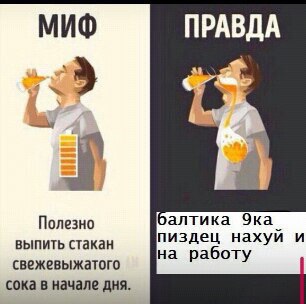 МИФ
ПРАВДА
Полезно
выпить стакан
свежевыжатого
сока в начале дня.
балтика 9ка
пиздец нахуй и
на работу